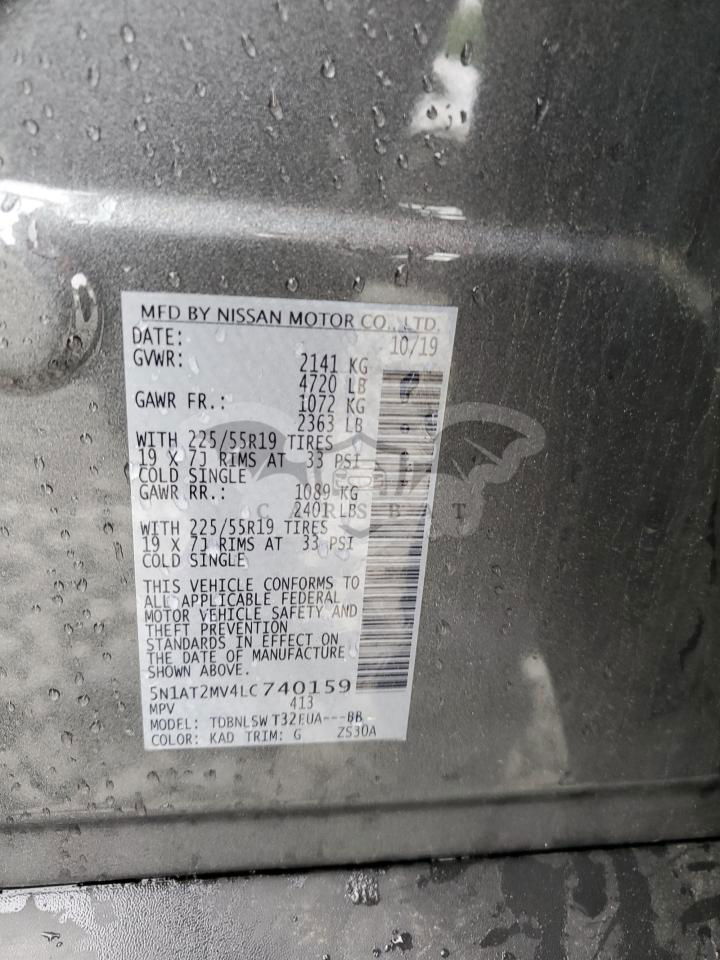 MFD BY NISSAN MOTOR CO., LTD.
DATE: 10/19
GVWR: 2141 KG
4720 LB
GAWR FR.: 1072 KG
2363 LB
WITH 225/55R19 TIRES
19 X 7J RIMS AT 33 PSI
COLD SINGLE
GAWR RR.: 1089 KG
2401 LB
CARSBAT
WITH 225/55R19 TIRES
19 X 7J RIMS AT 33 PSI
COLD SINGLE
THIS VEHICLE CONFORMS TO
ALL APPLICABLE FEDERAL
MOTOR VEHICLE SAFETY AND
THEFT PREVENTION
STANDARDS IN EFFECT ON
THE DATE OF MANUFACTURE
SHOWN ABOVE.
5N1AT2MV4LC740159
MPV 413
MODEL: TDBNLSW T32EUA---BB
COLOR: KAD TRIM: G ZS30A